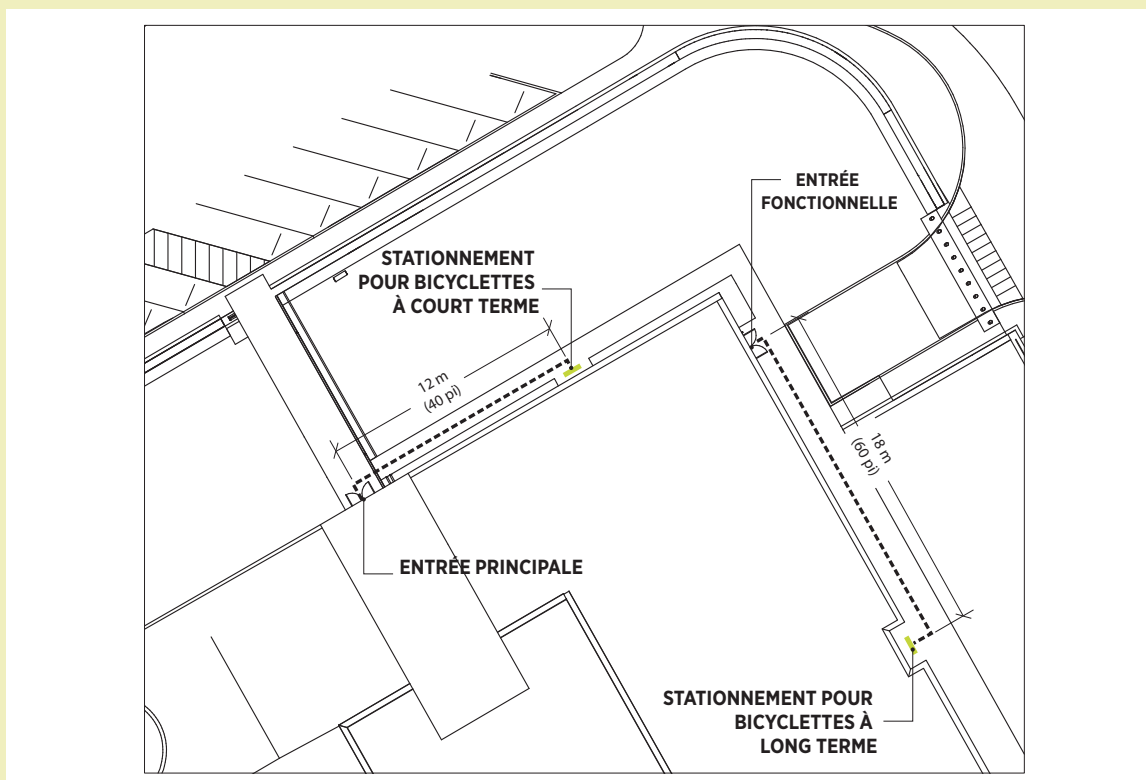 ENTRÉE
FONCTIONNELLE
STATIONNEMENT
POUR BICYCLETTES
À COURT TERME
12 m
(40 pi)
18 m
(60 pi)
ENTRÉE PRINCIPALE
STATIONNEMENT POUR
BICYCLETTES À
LONG TERME